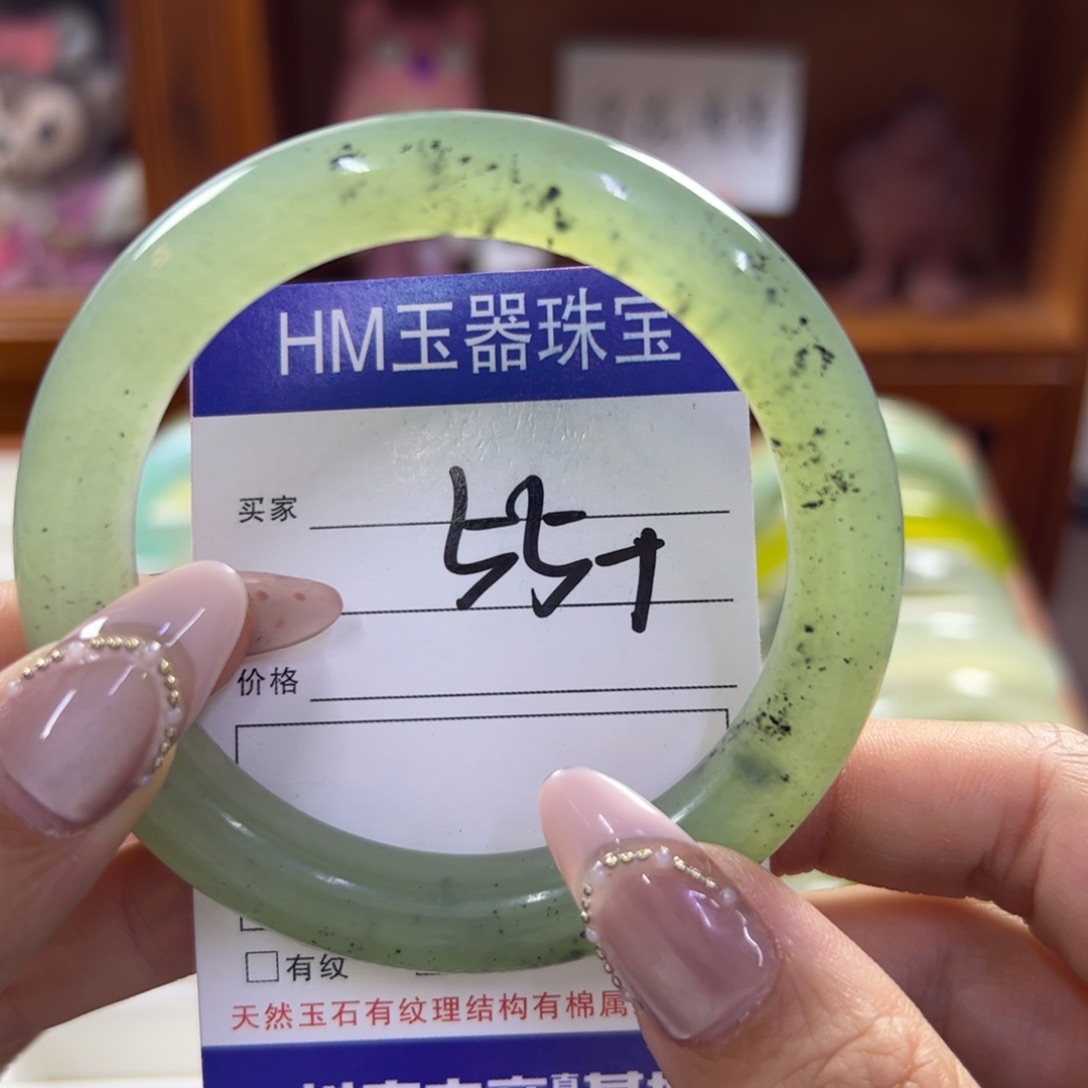 HM玉器珠宝
买家
55+
价格
有纹
天然玉石有纹理结构有棉属